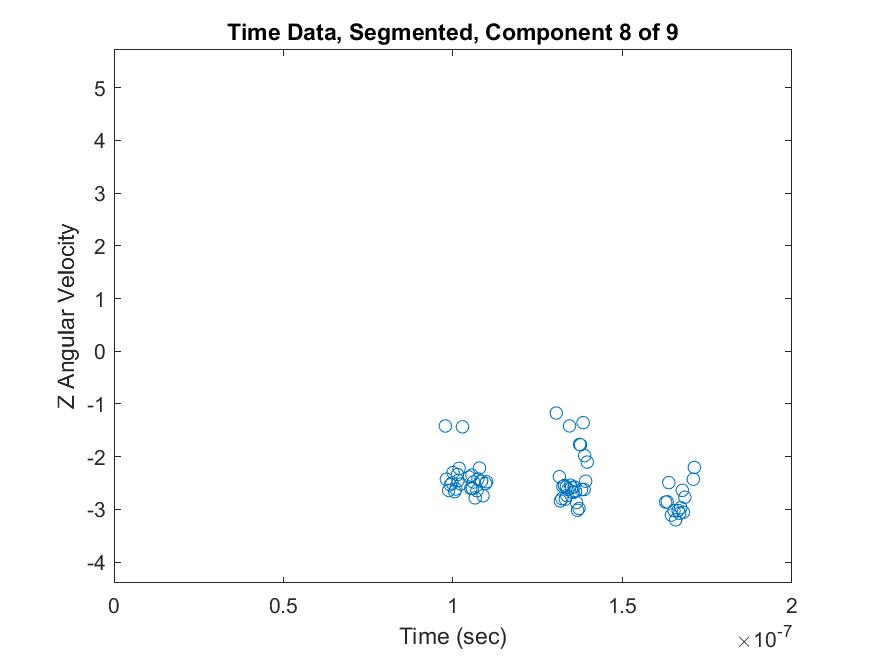 Time Data, Segmented, Component 8 of 9
5
4
3
2
1
0
-1
-2
-3
-4
Z Angular Velocity
0 0.5 1 1.5 2
Time (sec)
×10⁻⁷